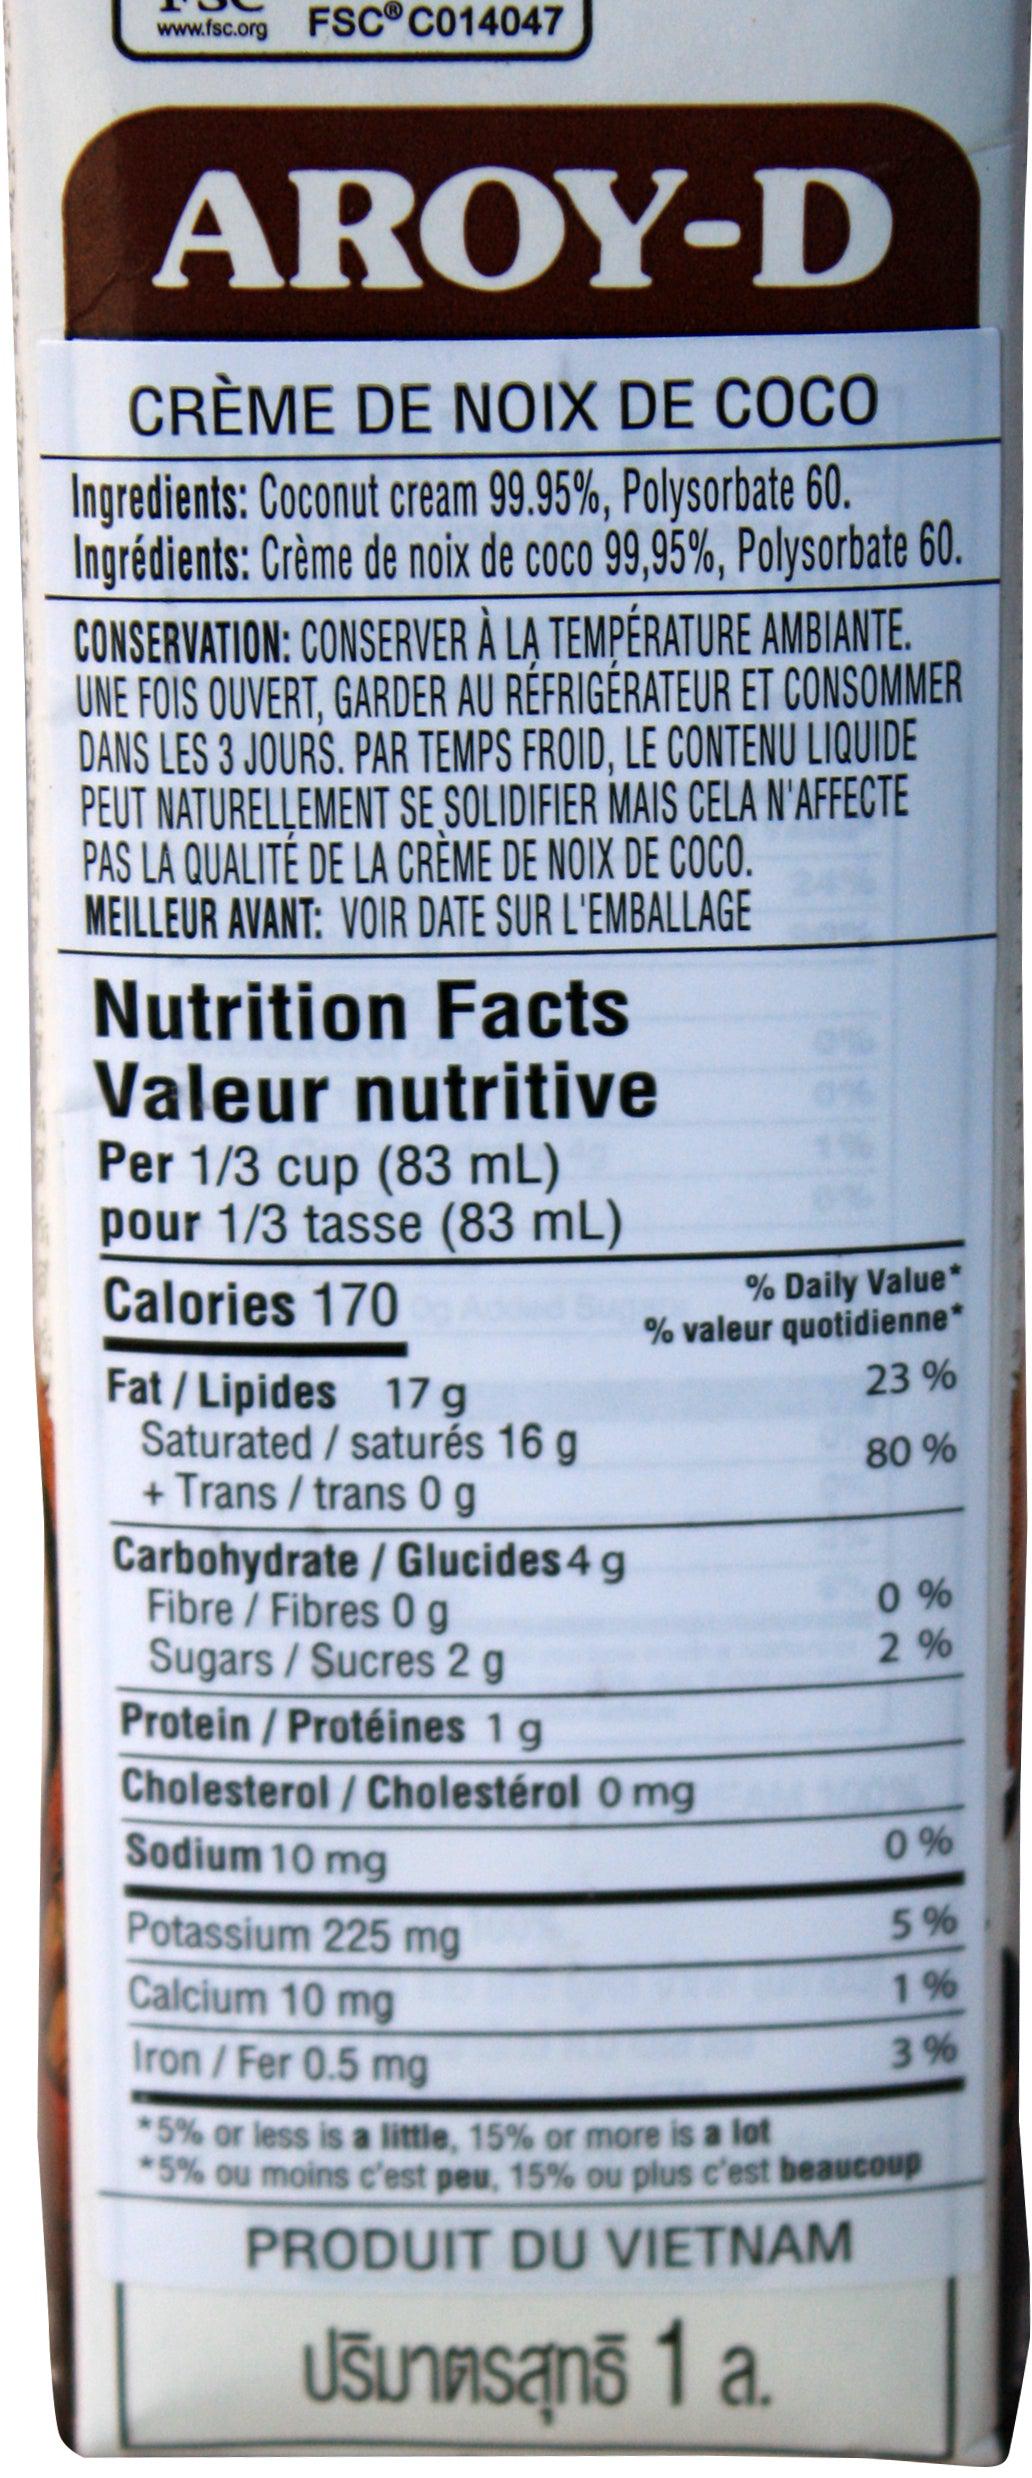 www.fsc.org FSC® C014047
AROY-D
CRÈME DE NOIX DE COCO
Ingredients: Coconut cream 99.95%, Polysorbate 60.
Ingrédients: Crème de noix de coco 99,95%, Polysorbate 60.
CONSERVATION: CONSERVER À LA TEMPÉRATURE AMBIANTE.
UNE FOIS OUVERT, GARDER AU RÉFRIGÉRATEUR ET CONSOMMER
DANS LES 3 JOURS. PAR TEMPS FROID, LE CONTENU LIQUIDE
PEUT NATURELLEMENT SE SOLIDIFIER MAIS CELA N'AFFECTE
PAS LA QUALITÉ DE LA CRÈME DE NOIX DE COCO.
MEILLEUR AVANT: VOIR DATE SUR L'EMBALLAGE
Nutrition Facts
Valeur nutritive
Per 1/3 cup (83 mL)
pour 1/3 tasse (83 mL)
Calories 170 % Daily Value*
% valeur quotidienne*
Fat / Lipides 17 g 23 %
Saturated / saturés 16 g 80 %
+ Trans / trans 0 g
Carbohydrate / Glucides 4 g
Fibre / Fibres 0 g 0 %
Sugars / Sucres 2 g 2 %
Protein / Protéines 1 g
Cholesterol / Cholestérol 0 mg
Sodium 10 mg 0 %
Potassium 225 mg 5 %
Calcium 10 mg 1 %
Iron / Fer 0.5 mg 3 %
*5% or less is a little, 15% or more is a lot
*5% ou moins c'est peu, 15% ou plus c'est beaucoup
PRODUIT DU VIETNAM
ปริมาตรสุทธิ 1 ล.